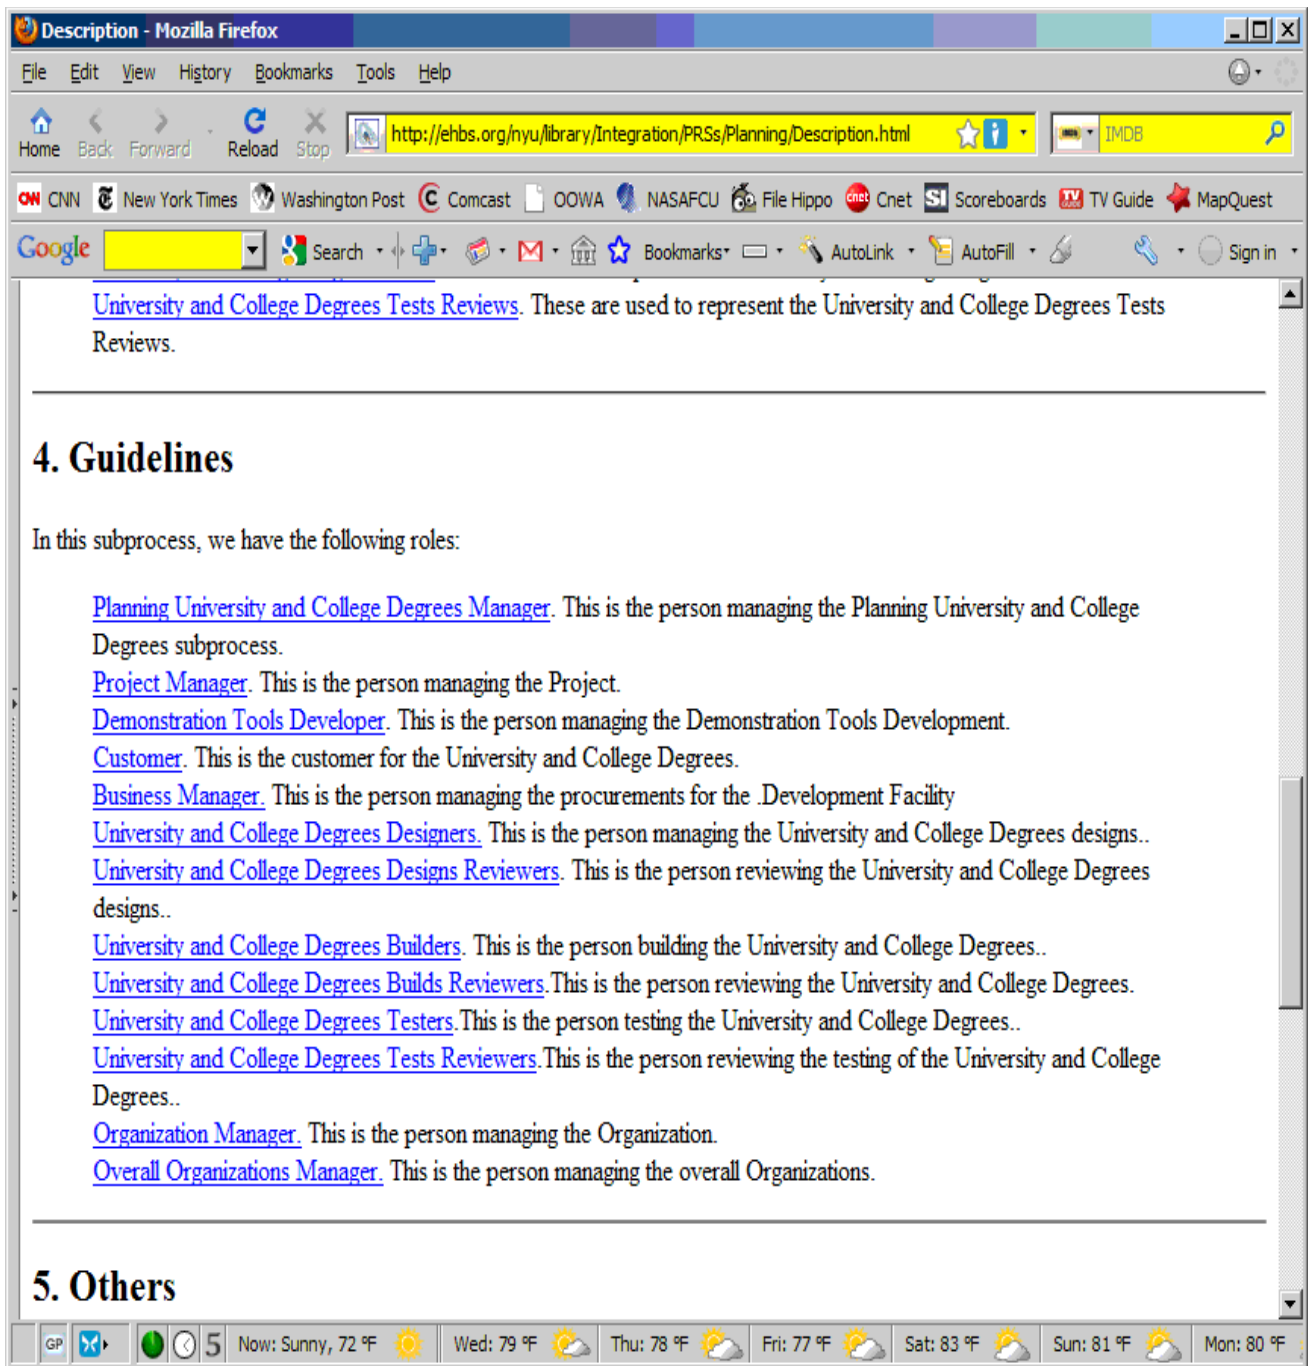 Description - Mozilla Firefox
File Edit View History Bookmarks Tools Help
Home Back Forward Reload Stop http://ehbs.org/nyu/library/Integration/PRSs/Planning/Description.html IMDB
CNN New York Times Washington Post Comcast OOWA NASAFCU File Hippo Cnet Scoreboards TV Guide MapQuest
Google Search Bookmarks AutoLink AutoFill Sign in
University and College Degrees Tests Reviews. These are used to represent the University and College Degrees Tests
Reviews.
4. Guidelines
In this subprocess, we have the following roles:
Planning University and College Degrees Manager. This is the person managing the Planning University and College
Degrees subprocess.
Project Manager. This is the person managing the Project.
Demonstration Tools Developer. This is the person managing the Demonstration Tools Development.
Customer. This is the customer for the University and College Degrees.
Business Manager. This is the person managing the procurements for the .Development Facility
University and College Degrees Designers. This is the person managing the University and College Degrees designs..
University and College Degrees Designs Reviewers. This is the person reviewing the University and College Degrees
designs..
University and College Degrees Builders. This is the person building the University and College Degrees..
University and College Degrees Builds Reviewers.This is the person reviewing the University and College Degrees.
University and College Degrees Testers.This is the person testing the University and College Degrees..
University and College Degrees Tests Reviewers.This is the person reviewing the testing of the University and College
Degrees..
Organization Manager. This is the person managing the Organization.
Overall Organizations Manager. This is the person managing the overall Organizations.
5. Others
GP 5 Now: Sunny, 72 °F Wed: 79 °F Thu: 78 °F Fri: 77 °F Sat: 83 °F Sun: 81 °F Mon: 80 °F